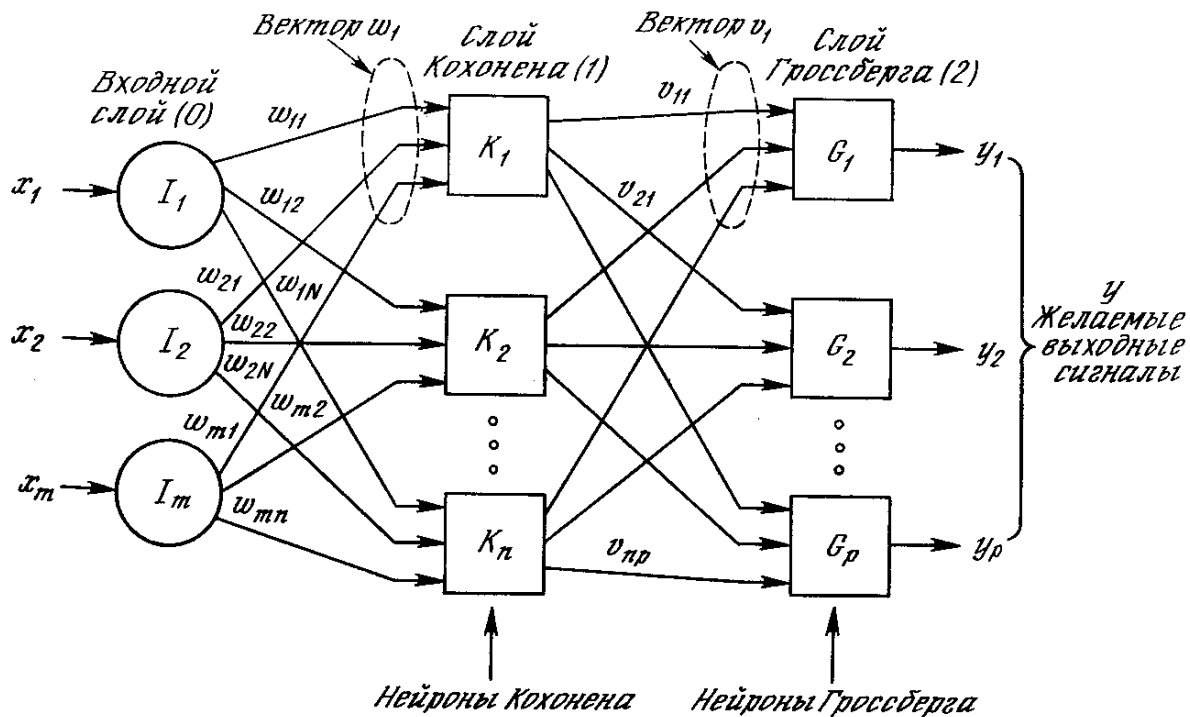 Вектор w₁
Слой
Кохонена (1)
Вектор v₁
Слой
Гроссберга (2)
Входной
слой (0)
w₁₁
v₁₁
x₁
I₁
K₁
G₁
y₁
w₁₂
v₂₁
w₂₁
w₁N
y
Желаемые
выходные
сигналы
x₂
I₂
w₂₂
K₂
G₂
y₂
w₂N
wm₁
wm₂
xm
Im
wmn
Kn
vnp
Gp
yp
Нейроны Кохонена
Нейроны Гроссберга